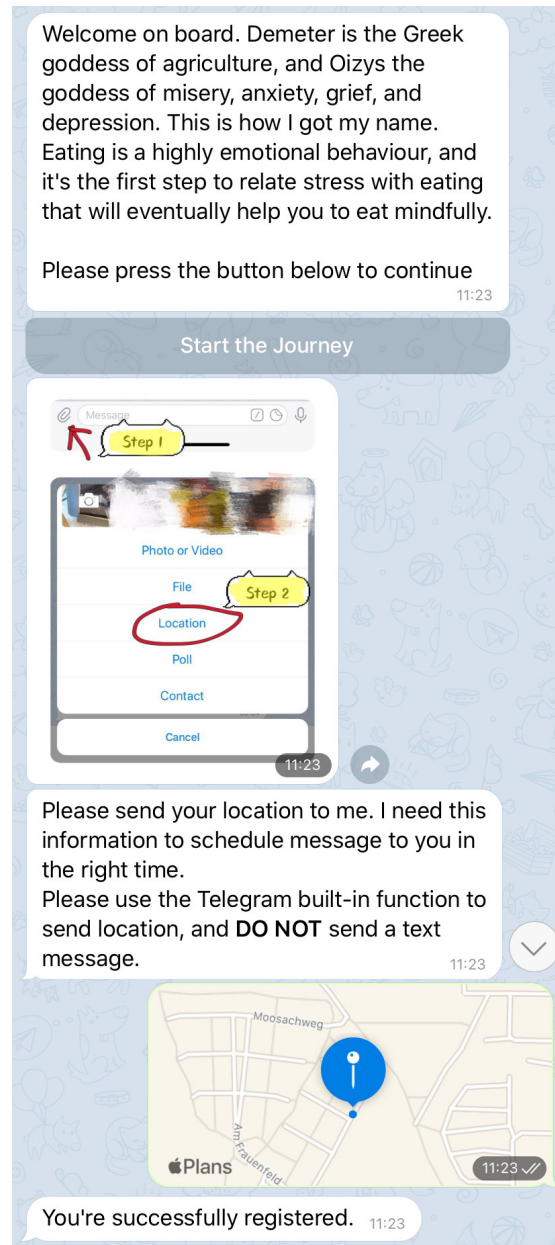 Welcome on board. Demeter is the Greek
goddess of agriculture, and Oizys the
goddess of misery, anxiety, grief, and
depression. This is how I got my name.
Eating is a highly emotional behaviour, and
it's the first step to relate stress with eating
that will eventually help you to eat mindfully.
Please press the button below to continue
11:23
Start the Journey
Message
Step 1
Photo or Video
File
Step 2
Location
Poll
Contact
Cancel
11:23
Please send your location to me. I need this
information to schedule message to you in
the right time.
Please use the Telegram built-in function to
send location, and DO NOT send a text
message.
11:23
Moosachweg
Am Frauenfeld
Plans
11:23
You're successfully registered.
11:23